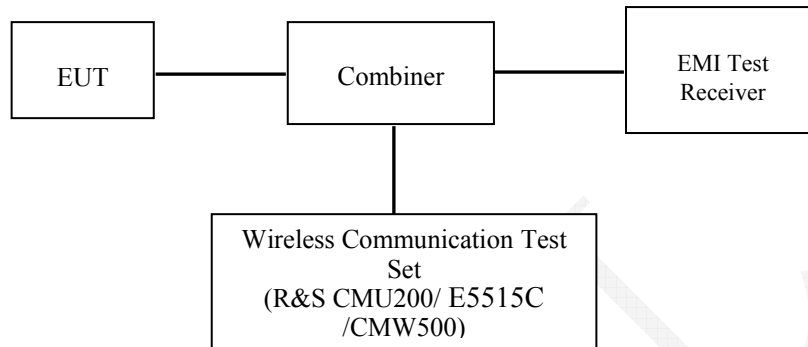 EUT
Combiner
EMI Test
Receiver
Wireless Communication Test
Set
(R&S CMU200/ E5515C
/CMW500)